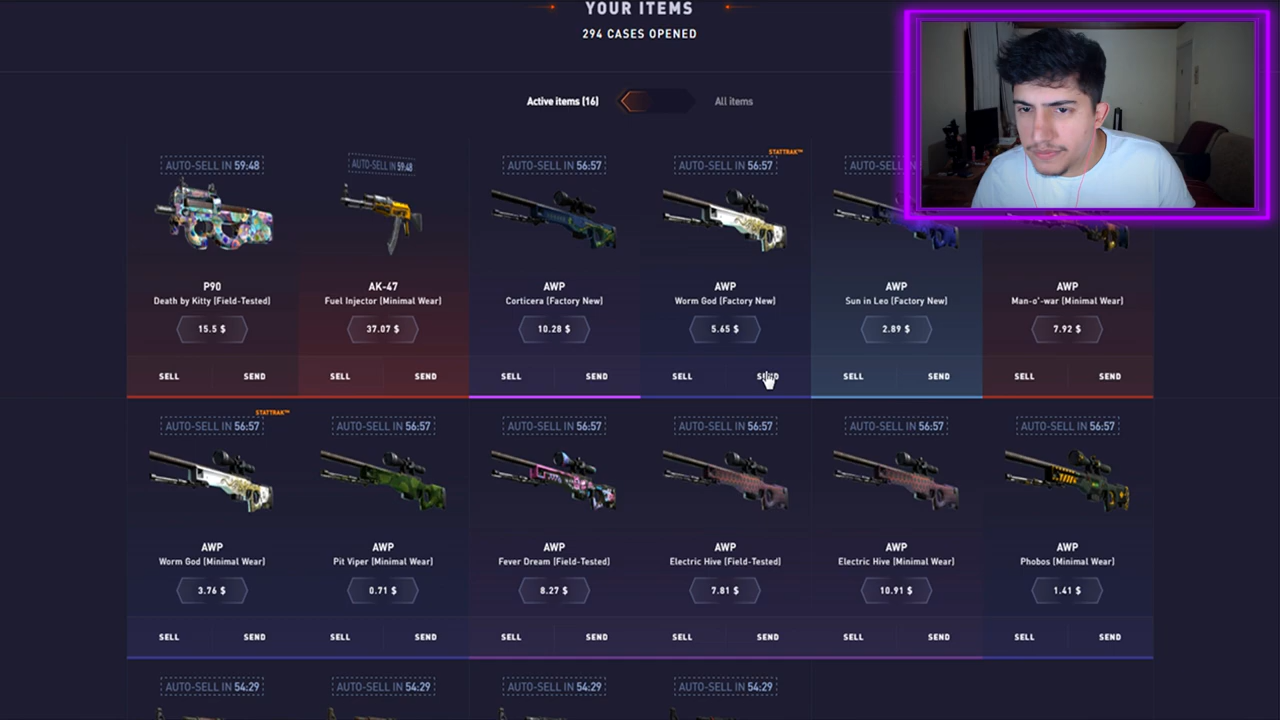 YOUR ITEMS
294 CASES OPENED
Active items (16) All items
AUTO-SELL IN 59:48
P90
Death by Kitty (Field-Tested)
15.5 $
SELL SEND
AUTO-SELL IN 59:48
AK-47
Fuel Injector (Minimal Wear)
37.07 $
SELL SEND
AUTO-SELL IN 56:57
AWP
Corticera (Factory New)
10.28 $
SELL SEND
STATTRAK™
AUTO-SELL IN 56:57
AWP
Worm God (Factory New)
5.65 $
SELL SEND
AUTO-SELL IN
AWP
Sun in Leo (Factory New)
2.89 $
SELL SEND
AWP
Man-o'-war (Minimal Wear)
7.92 $
SELL SEND
STATTRAK™
AUTO-SELL IN 56:57
AWP
Worm God (Minimal Wear)
3.76 $
SELL SEND
AUTO-SELL IN 56:57
AWP
Pit Viper (Minimal Wear)
0.71 $
SELL SEND
AUTO-SELL IN 56:57
AWP
Fever Dream (Field-Tested)
8.27 $
SELL SEND
AUTO-SELL IN 56:57
AWP
Electric Hive (Field-Tested)
7.81 $
SELL SEND
AUTO-SELL IN 56:57
AWP
Electric Hive (Minimal Wear)
10.91 $
SELL SEND
AUTO-SELL IN 56:57
AWP
Phobos (Minimal Wear)
1.41 $
SELL SEND
AUTO-SELL IN 54:29
AUTO-SELL IN 54:29
AUTO-SELL IN 54:29
AUTO-SELL IN 54:29